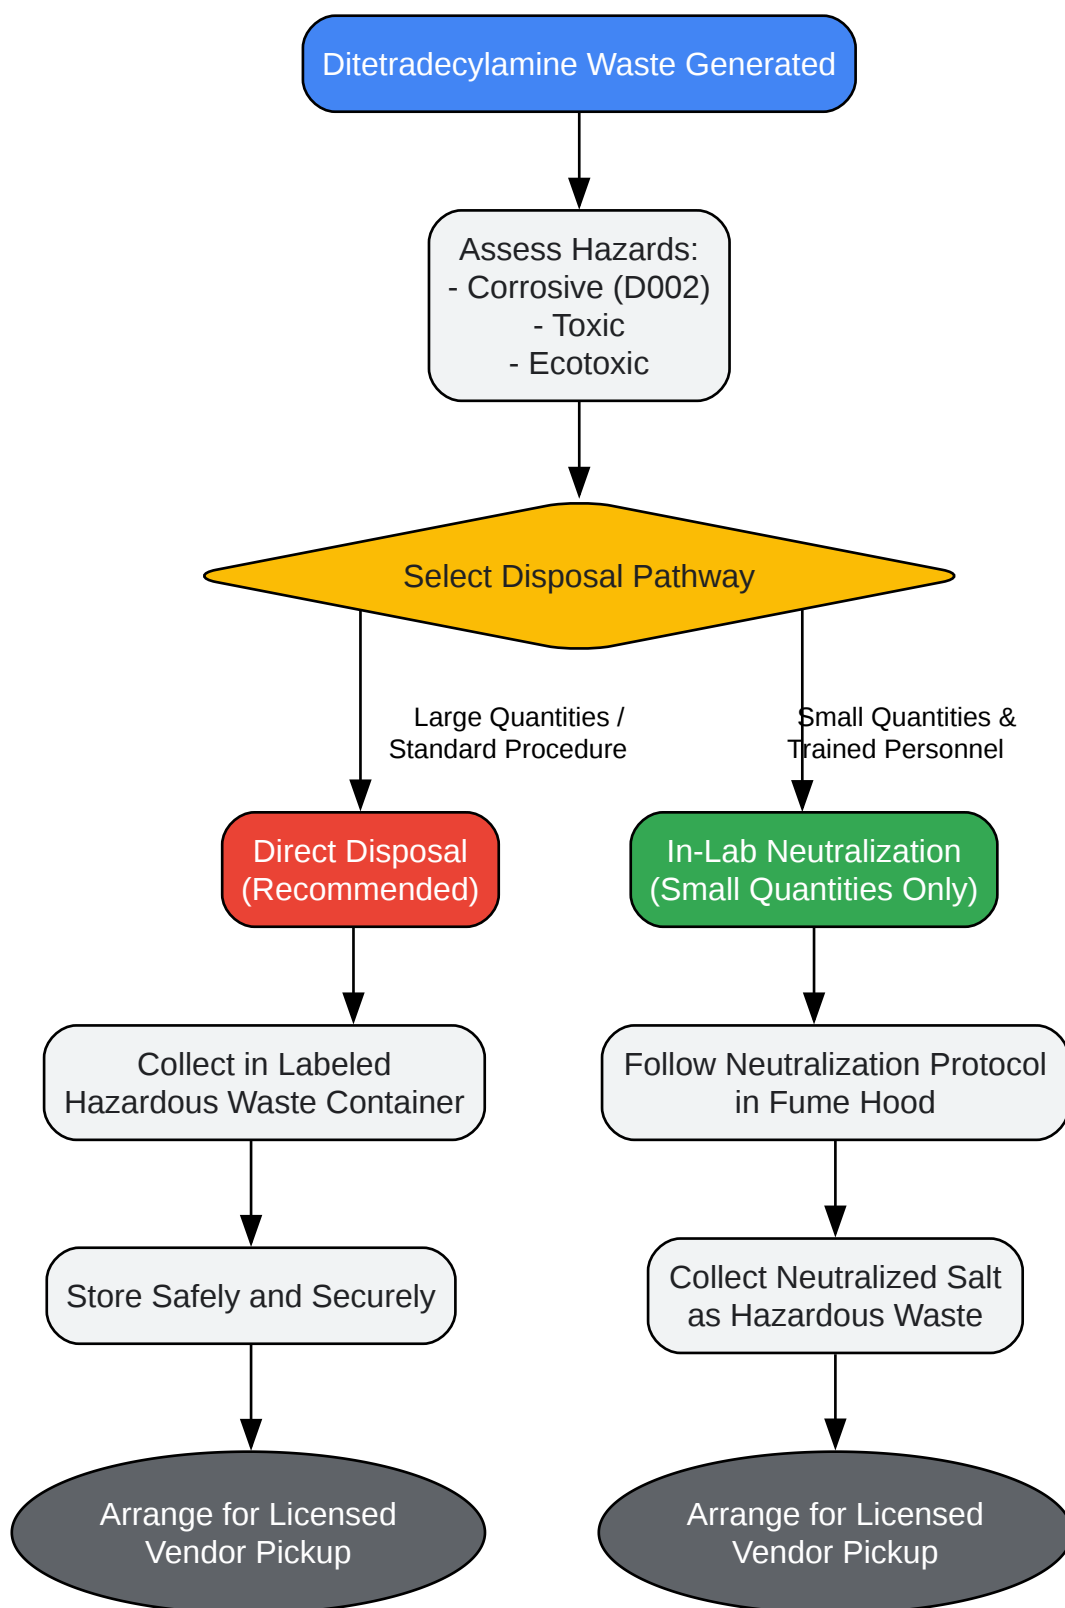 Ditetradecylamine Waste Generated
Assess Hazards:
- Corrosive (D002)
- Toxic
- Ecotoxic
Select Disposal Pathway
Large Quantities /
Standard Procedure
Small Quantities &
Trained Personnel
Direct Disposal
(Recommended)
In-Lab Neutralization
(Small Quantities Only)
Collect in Labeled
Hazardous Waste Container
Follow Neutralization Protocol
in Fume Hood
Store Safely and Securely
Collect Neutralized Salt
as Hazardous Waste
Arrange for Licensed
Vendor Pickup
Arrange for Licensed
Vendor Pickup